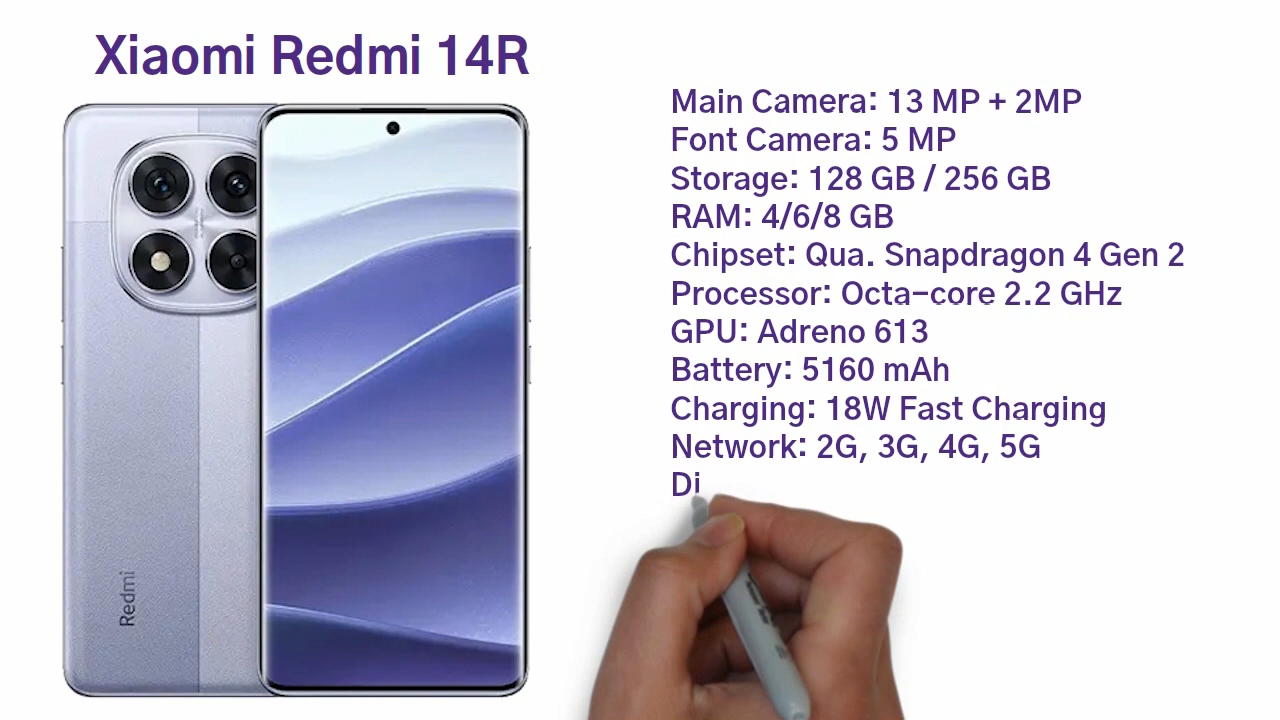 Xiaomi Redmi 14R
Main Camera: 13 MP + 2MP
Font Camera: 5 MP
Storage: 128 GB / 256 GB
RAM: 4/6/8 GB
Chipset: Qua. Snapdragon 4 Gen 2
Processor: Octa-core 2.2 GHz
GPU: Adreno 613
Battery: 5160 mAh
Charging: 18W Fast Charging
Network: 2G, 3G, 4G, 5G
Di
Redmi